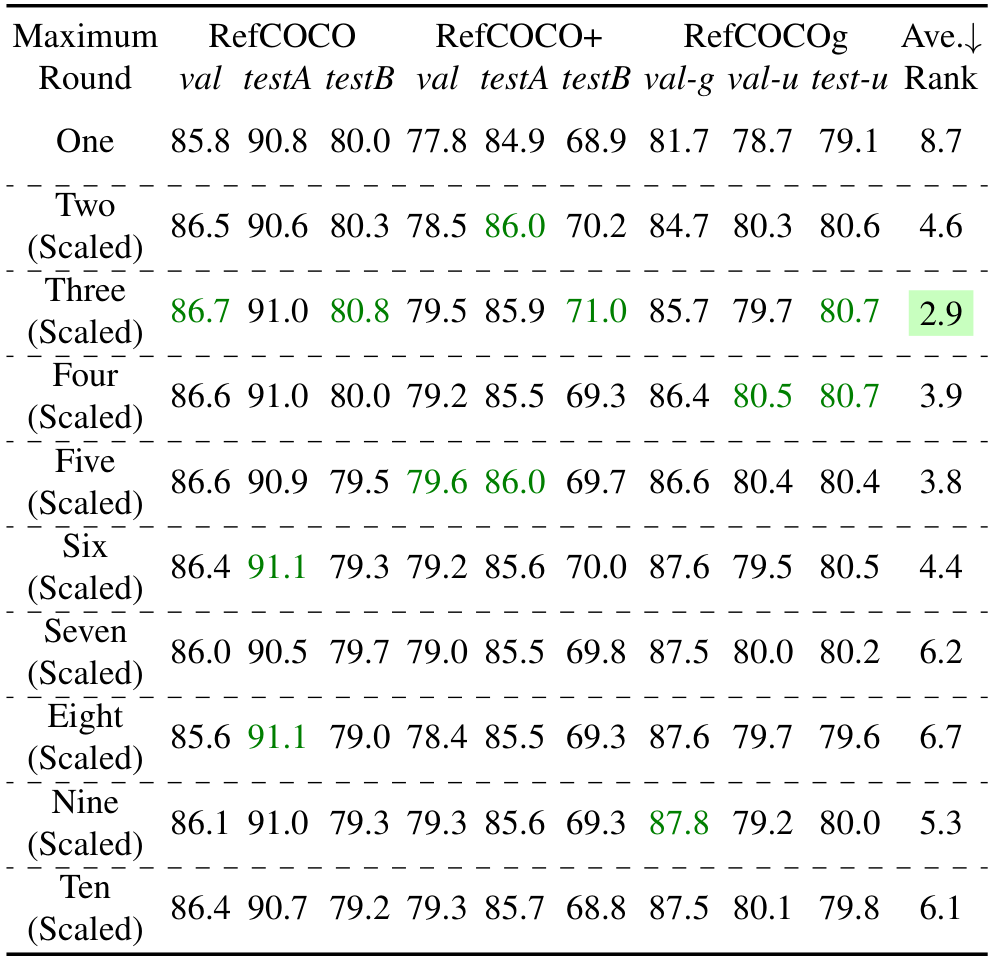 Maximum RefCOCO RefCOCO+ RefCOCOg Ave.↓
Round val testA testB val testA testB val-g val-u test-u Rank
One 85.8 90.8 80.0 77.8 84.9 68.9 81.7 78.7 79.1 8.7
Two
(Scaled) 86.5 90.6 80.3 78.5 86.0 70.2 84.7 80.3 80.6 4.6
Three
(Scaled) 86.7 91.0 80.8 79.5 85.9 71.0 85.7 79.7 80.7 2.9
Four
(Scaled) 86.6 91.0 80.0 79.2 85.5 69.3 86.4 80.5 80.7 3.9
Five
(Scaled) 86.6 90.9 79.5 79.6 86.0 69.7 86.6 80.4 80.4 3.8
Six
(Scaled) 86.4 91.1 79.3 79.2 85.6 70.0 87.6 79.5 80.5 4.4
Seven
(Scaled) 86.0 90.5 79.7 79.0 85.5 69.8 87.5 80.0 80.2 6.2
Eight
(Scaled) 85.6 91.1 79.0 78.4 85.5 69.3 87.6 79.7 79.6 6.7
Nine
(Scaled) 86.1 91.0 79.3 79.3 85.6 69.3 87.8 79.2 80.0 5.3
Ten
(Scaled) 86.4 90.7 79.2 79.3 85.7 68.8 87.5 80.1 79.8 6.1